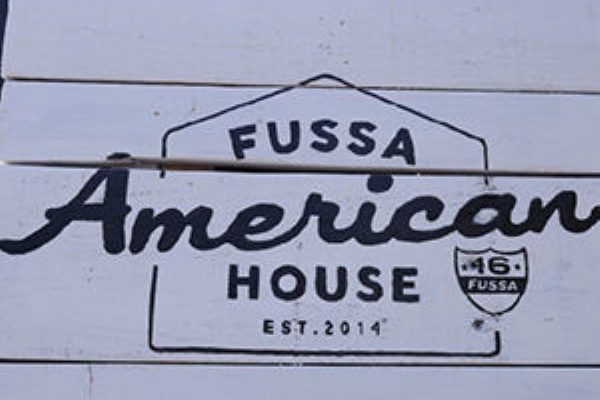 FUSSA
American
HOUSE
16
FUSSA
EST.2014